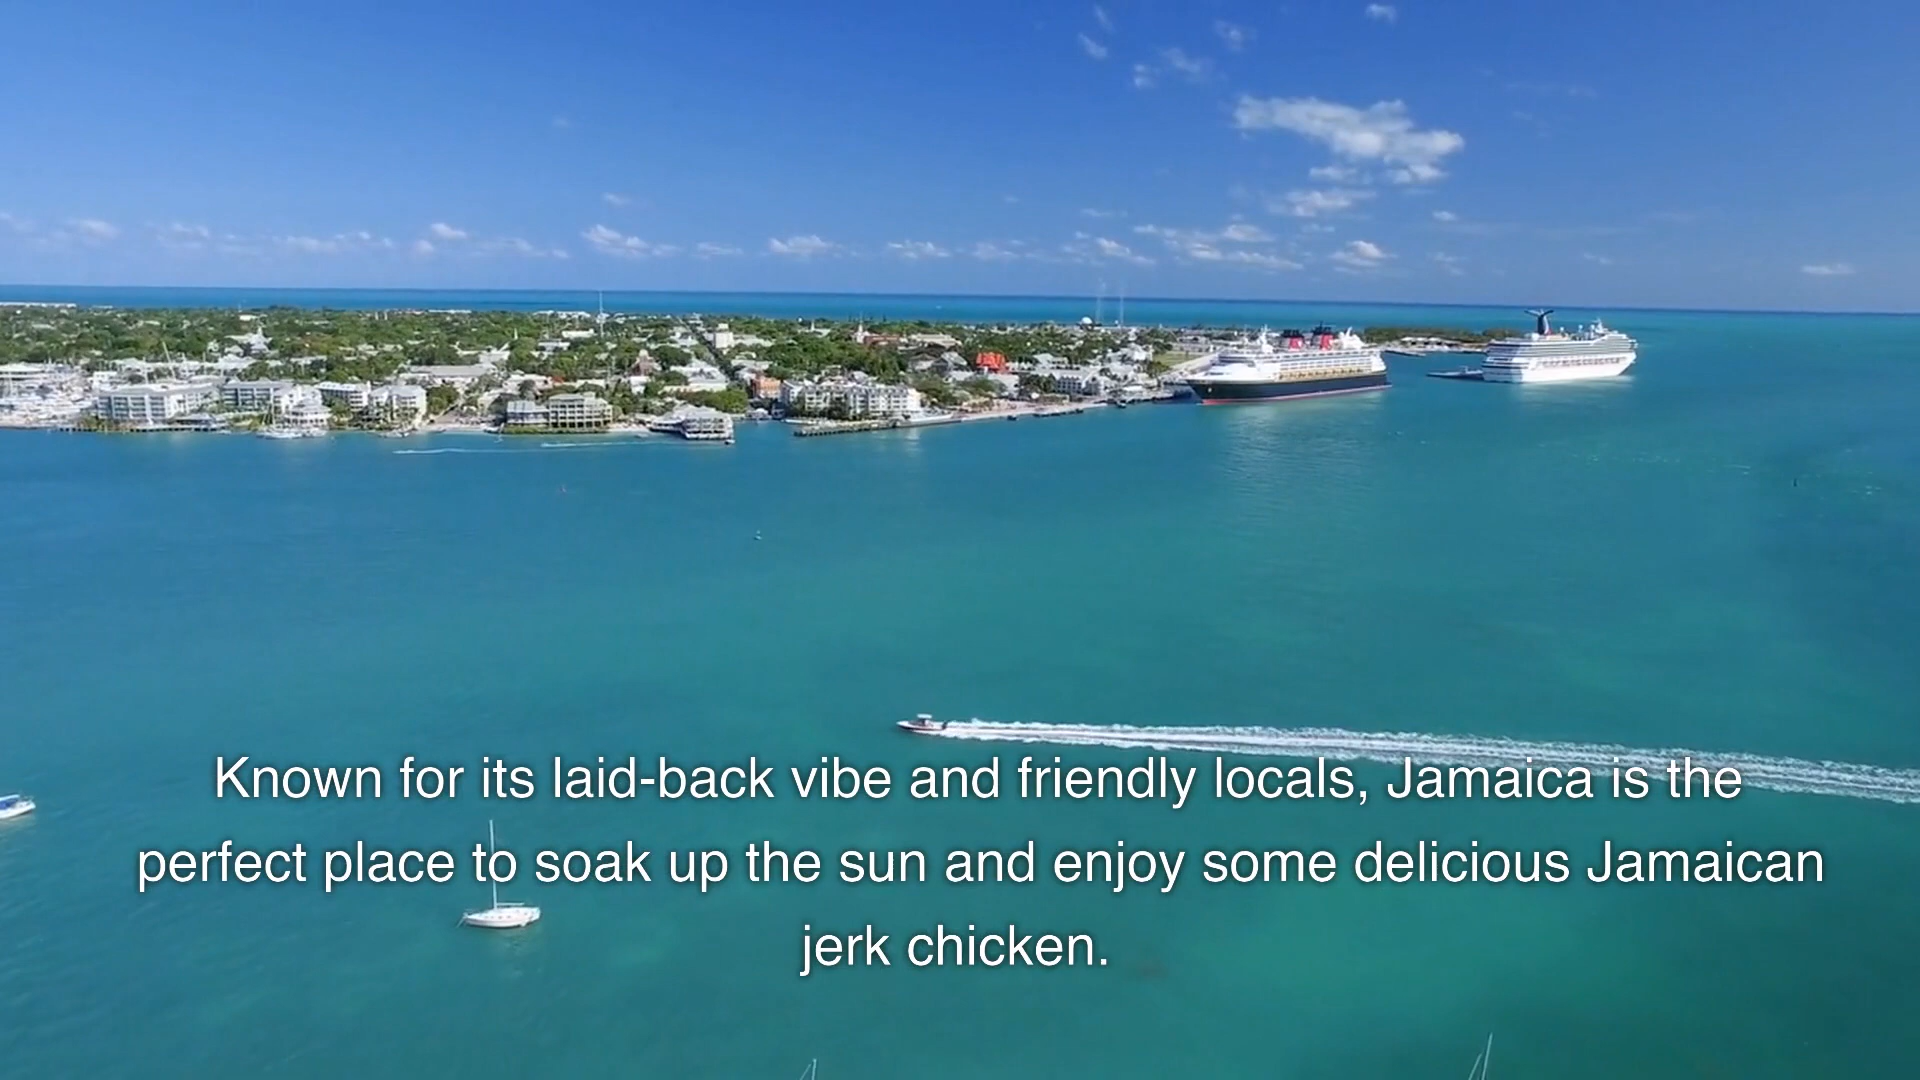 Known for its laid-back vibe and friendly locals, Jamaica is the
perfect place to soak up the sun and enjoy some delicious Jamaican
jerk chicken.